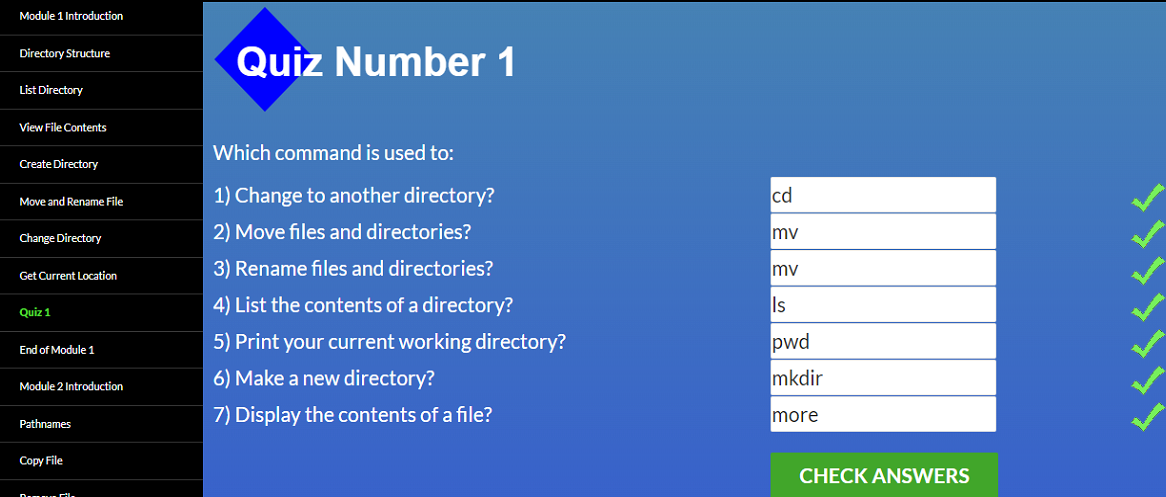 Module 1 Introduction
Directory Structure
List Directory
View File Contents
Create Directory
Move and Rename File
Change Directory
Get Current Location
Quiz 1
End of Module 1
Module 2 Introduction
Pathnames
Copy File
Quiz Number 1
Which command is used to:
1) Change to another directory? cd
2) Move files and directories? mv
3) Rename files and directories? mv
4) List the contents of a directory? ls
5) Print your current working directory? pwd
6) Make a new directory? mkdir
7) Display the contents of a file? more
CHECK ANSWERS